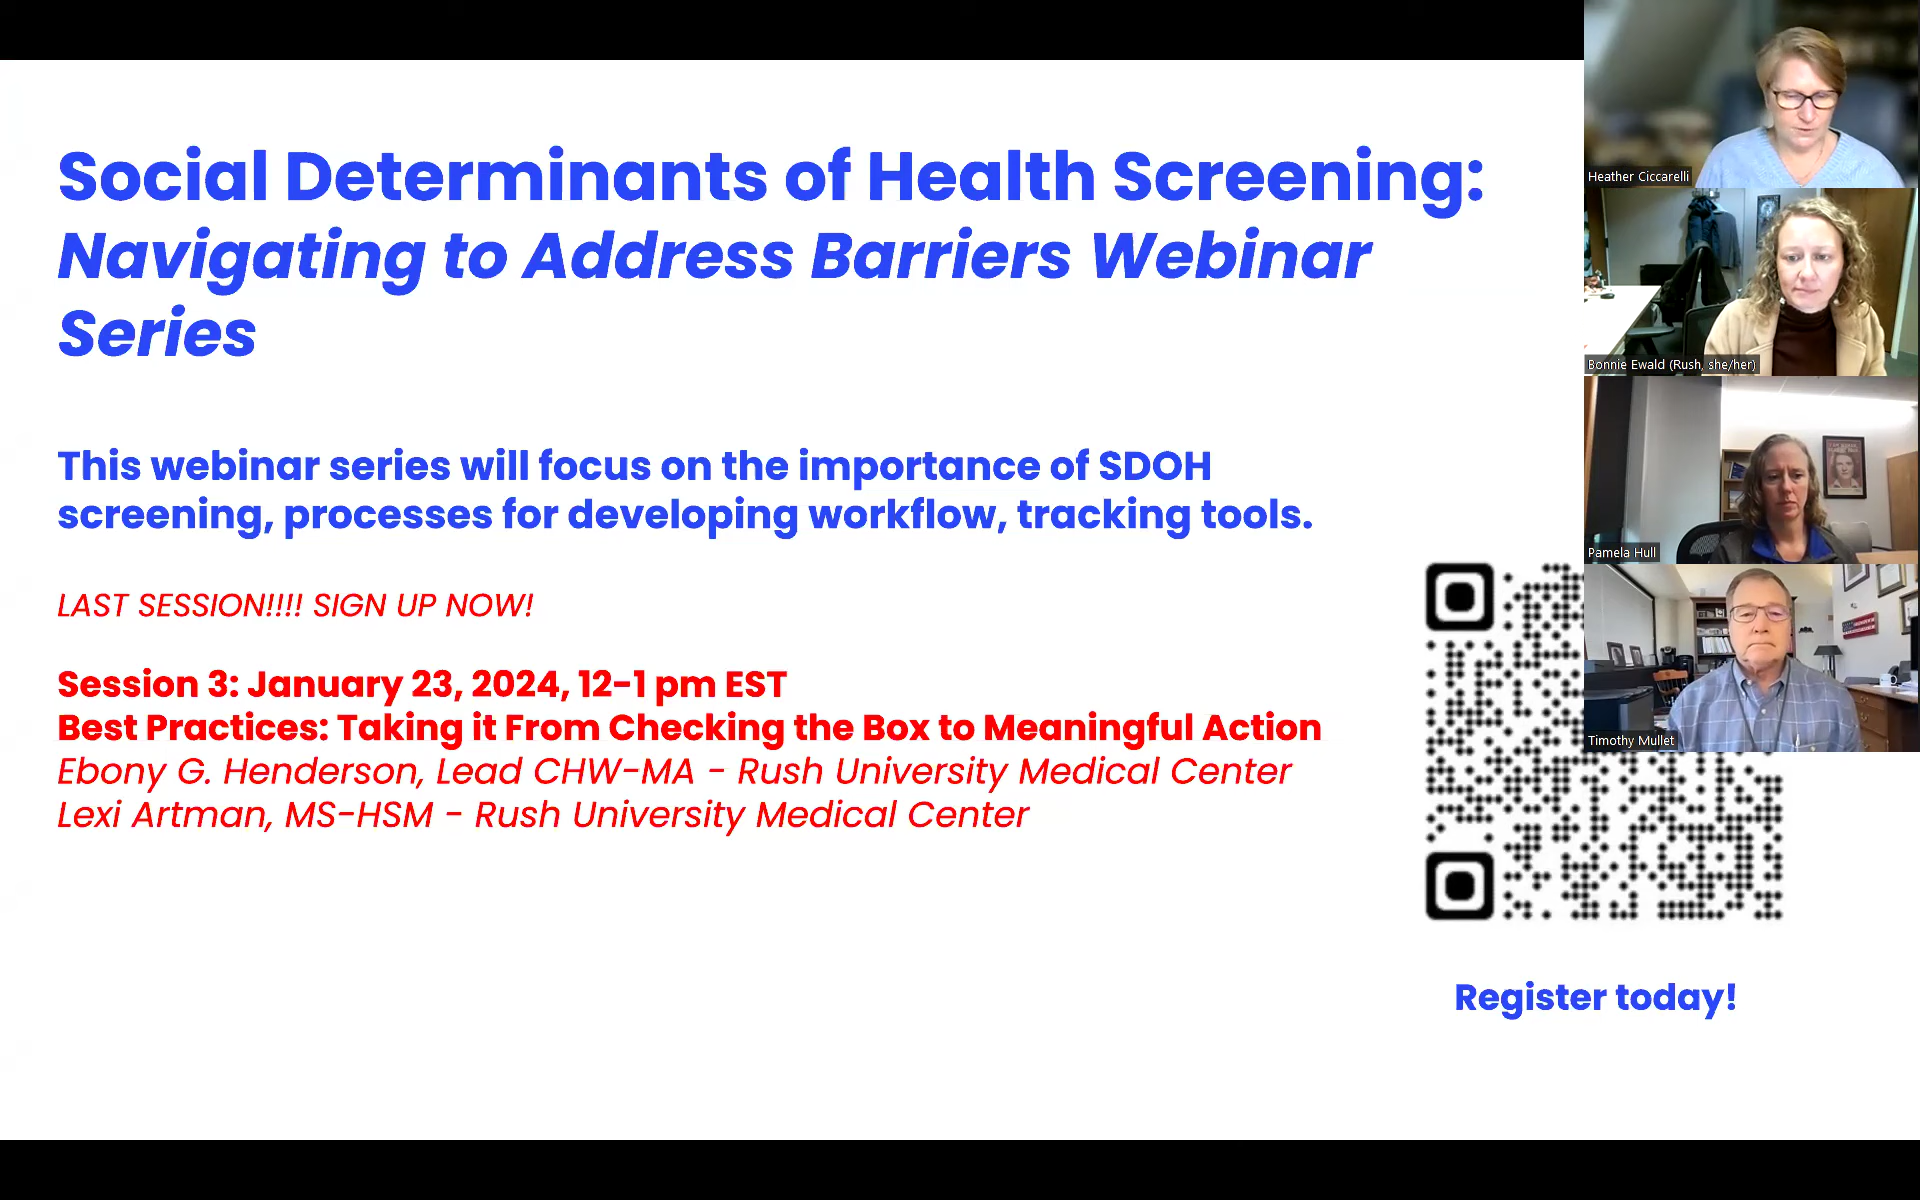 Social Determinants of Health Screening:
Navigating to Address Barriers Webinar
Series
This webinar series will focus on the importance of SDOH
screening, processes for developing workflow, tracking tools.
LAST SESSION!!!! SIGN UP NOW!
Session 3: January 23, 2024, 12-1 pm EST
Best Practices: Taking it From Checking the Box to Meaningful Action
Ebony G. Henderson, Lead CHW-MA - Rush University Medical Center
Lexi Artman, MS-HSM - Rush University Medical Center
Register today!
Heather Ciccarelli
Bonnie Ewald (Rush, she/her)
Pamela Hull
Timothy Mullet